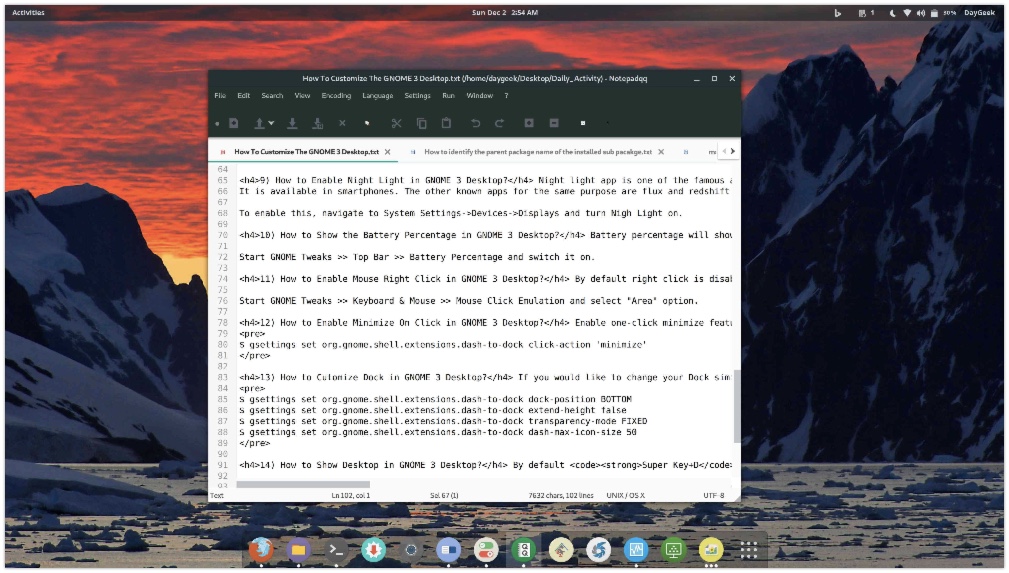 Activities
Sun Dec 2 2:54 AM
1
30%
DayGeek
How To Customize The GNOME 3 Desktop.txt (/home/daygeek/Desktop/Daily_Activity) - Notepadqq
File Edit Search View Encoding Language Settings Run Window ?
How To Customize The GNOME 3 Desktop.txt
How to identify the parent package name of the installed sub pacakge.txt
64
65 <h4>9) How to Enable Night Light in GNOME 3 Desktop?</h4> Night light app is one of the famous
66 It is available in smartphones. The other known apps for the same purpose are flux and redshift
67
68 To enable this, navigate to System Settings->Devices->Displays and turn Nigh Light on.
69
70 <h4>10) How to Show the Battery Percentage in GNOME 3 Desktop?</h4> Battery percentage will
71
72 Start GNOME Tweaks >> Top Bar >> Battery Percentage and switch it on.
73
74 <h4>11) How to Enable Mouse Right Click in GNOME 3 Desktop?</h4> By default right click is
75
76 Start GNOME Tweaks >> Keyboard & Mouse >> Mouse Click Emulation and select "Area" option.
77
78 <h4>12) How to Enable Minimize On Click in GNOME 3 Desktop?</h4> Enable one-click minimize
79 <pre>
80 $ gsettings set org.gnome.shell.extensions.dash-to-dock click-action 'minimize'
81 </pre>
82
83 <h4>13) How to Cutomize Dock in GNOME 3 Desktop?</h4> If you would like to change your Dock sim
84 <pre>
85 $ gsettings set org.gnome.shell.extensions.dash-to-dock dock-position BOTTOM
86 $ gsettings set org.gnome.shell.extensions.dash-to-dock extend-height false
87 $ gsettings set org.gnome.shell.extensions.dash-to-dock transparency-mode FIXED
88 $ gsettings set org.gnome.shell.extensions.dash-to-dock dash-max-icon-size 50
89 </pre>
90
91 <h4>14) How to Show Desktop in GNOME 3 Desktop?</h4> By default <code><strong>Super Key+D</code>
92
93
Text
Ln 102, col 1
Sel 67 (1)
7632 chars, 102 lines
UNIX / OS X
UTF-8